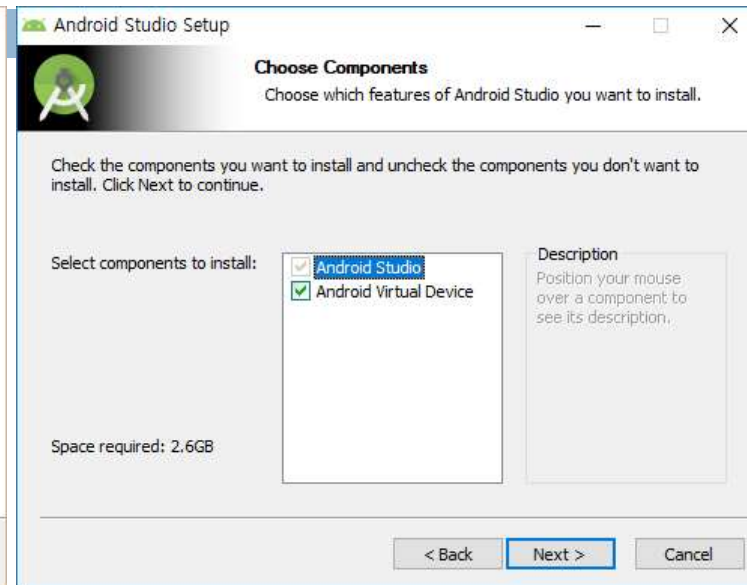 Android Studio Setup
Choose Components
Choose which features of Android Studio you want to install.
Check the components you want to install and uncheck the components you don't want to
install. Click Next to continue.
Select components to install:
Android Studio
Android Virtual Device
Description
Position your mouse
over a component to
see its description.
Space required: 2.6GB
< Back
Next >
Cancel